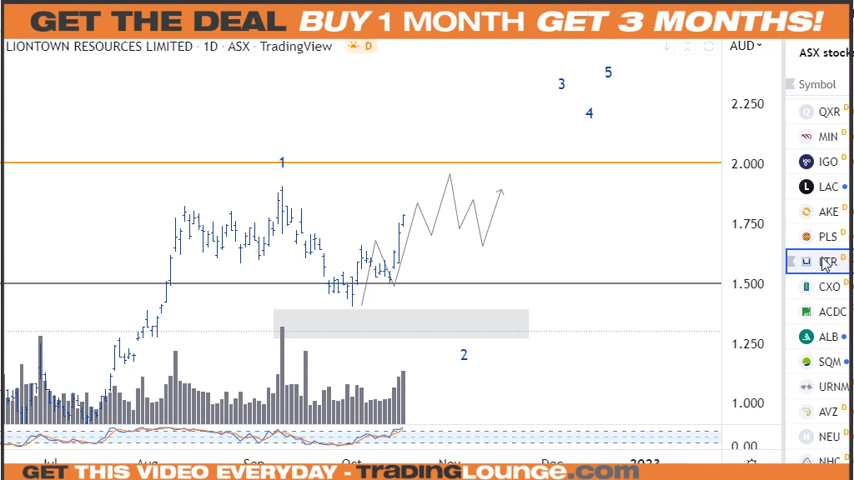 GET THE DEAL BUY 1 MONTH GET 3 MONTHS!
LIONTOWN RESOURCES LIMITED · 1D · ASX · TradingView D
AUD
ASX stocks
Symbol
3
5
4
1
2
2.250
2.000
1.750
1.500
1.250
1.000
0.00
QXR D
MIN
IGO D
LAC
AKE D
PLS D
D
CXO D
ACDC
ALB
SQM
URNM
AVZ D
NEU D
NHC
Jul
Aug
Sep
Oct
Nov
Dec
2023
GET THIS VIDEO EVERYDAY - TradingLounge.com